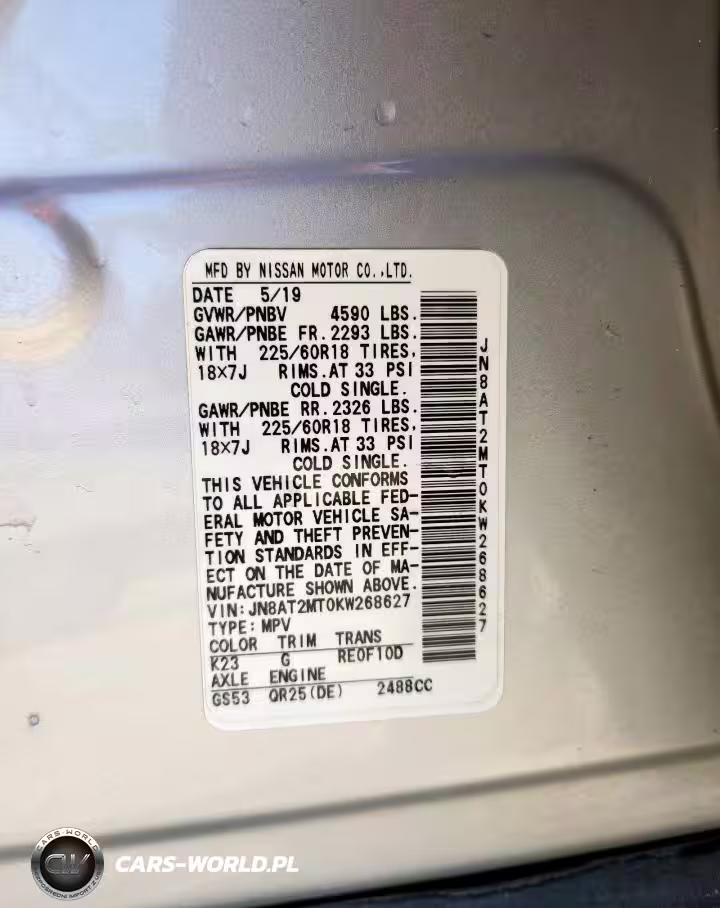 MFD BY NISSAN MOTOR CO.,LTD.
DATE 5/19
GVWR/PNBV 4590 LBS.
GAWR/PNBE FR. 2293 LBS.
WITH 225/60R18 TIRES,
18×7J RIMS.AT 33 PSI
COLD SINGLE.
GAWR/PNBE RR. 2326 LBS.
WITH 225/60R18 TIRES,
18×7J RIMS.AT 33 PSI
COLD SINGLE.
THIS VEHICLE CONFORMS
TO ALL APPLICABLE FED-
ERAL MOTOR VEHICLE SA-
FETY AND THEFT PREVEN-
TION STANDARDS IN EFF-
ECT ON THE DATE OF MA-
NUFACTURE SHOWN ABOVE.
VIN:JN8AT2MT0KW268627
TYPE:MPV
COLOR TRIM TRANS
K23 G RE0F10D
AXLE ENGINE
GS53 QR25(DE) 2488CC
JN8AT2MT0KW268627
CARS-WORLD
CW
CARS-WORLD.PL